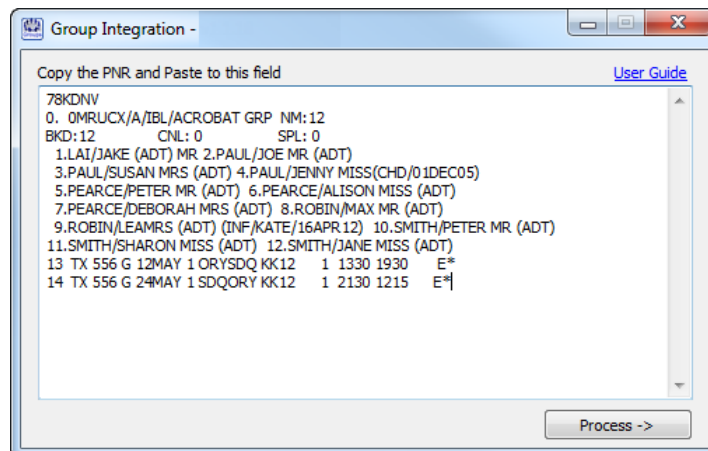 Group Integration -
Copy the PNR and Paste to this field
User Guide
78KDNV
0. 0MRUCX/A/IBL/ACROBAT GRP NM:12
BKD:12 CNL: 0 SPL: 0
1.LAI/JAKE (ADT) MR 2.PAUL/JOE MR (ADT)
3.PAUL/SUSAN MRS (ADT) 4.PAUL/JENNY MISS(CHD/01DEC05)
5.PEARCE/PETER MR (ADT) 6.PEARCE/ALISON MISS (ADT)
7.PEARCE/DEBORAH MRS (ADT) 8.ROBIN/MAX MR (ADT)
9.ROBIN/LEAMRS (ADT) (INF/KATE/16APR12) 10.SMITH/PETER MR (ADT)
11.SMITH/SHARON MISS (ADT) 12.SMITH/JANE MISS (ADT)
13 TX 556 G 12MAY 1 ORYSDQ KK12 1 1330 1930 E*
14 TX 556 G 24MAY 1 SDQORY KK12 1 2130 1215 E*
Process ->